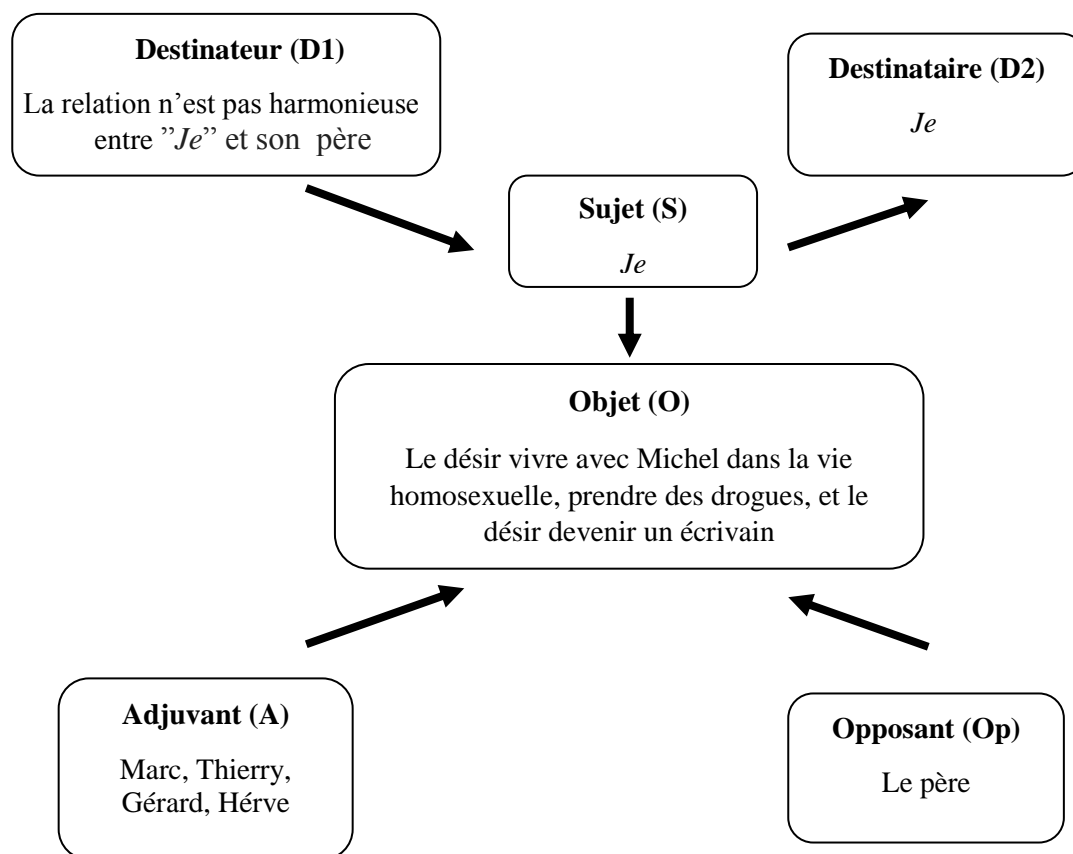 Destinateur (D1)
La relation n’est pas harmonieuse
entre ”Je” et son père
Destinataire (D2)
Je
Sujet (S)
Je
Objet (O)
Le désir vivre avec Michel dans la vie
homosexuelle, prendre des drogues, et le
désir devenir un écrivain
Adjuvant (A)
Marc, Thierry,
Gérard, Hérve
Opposant (Op)
Le père